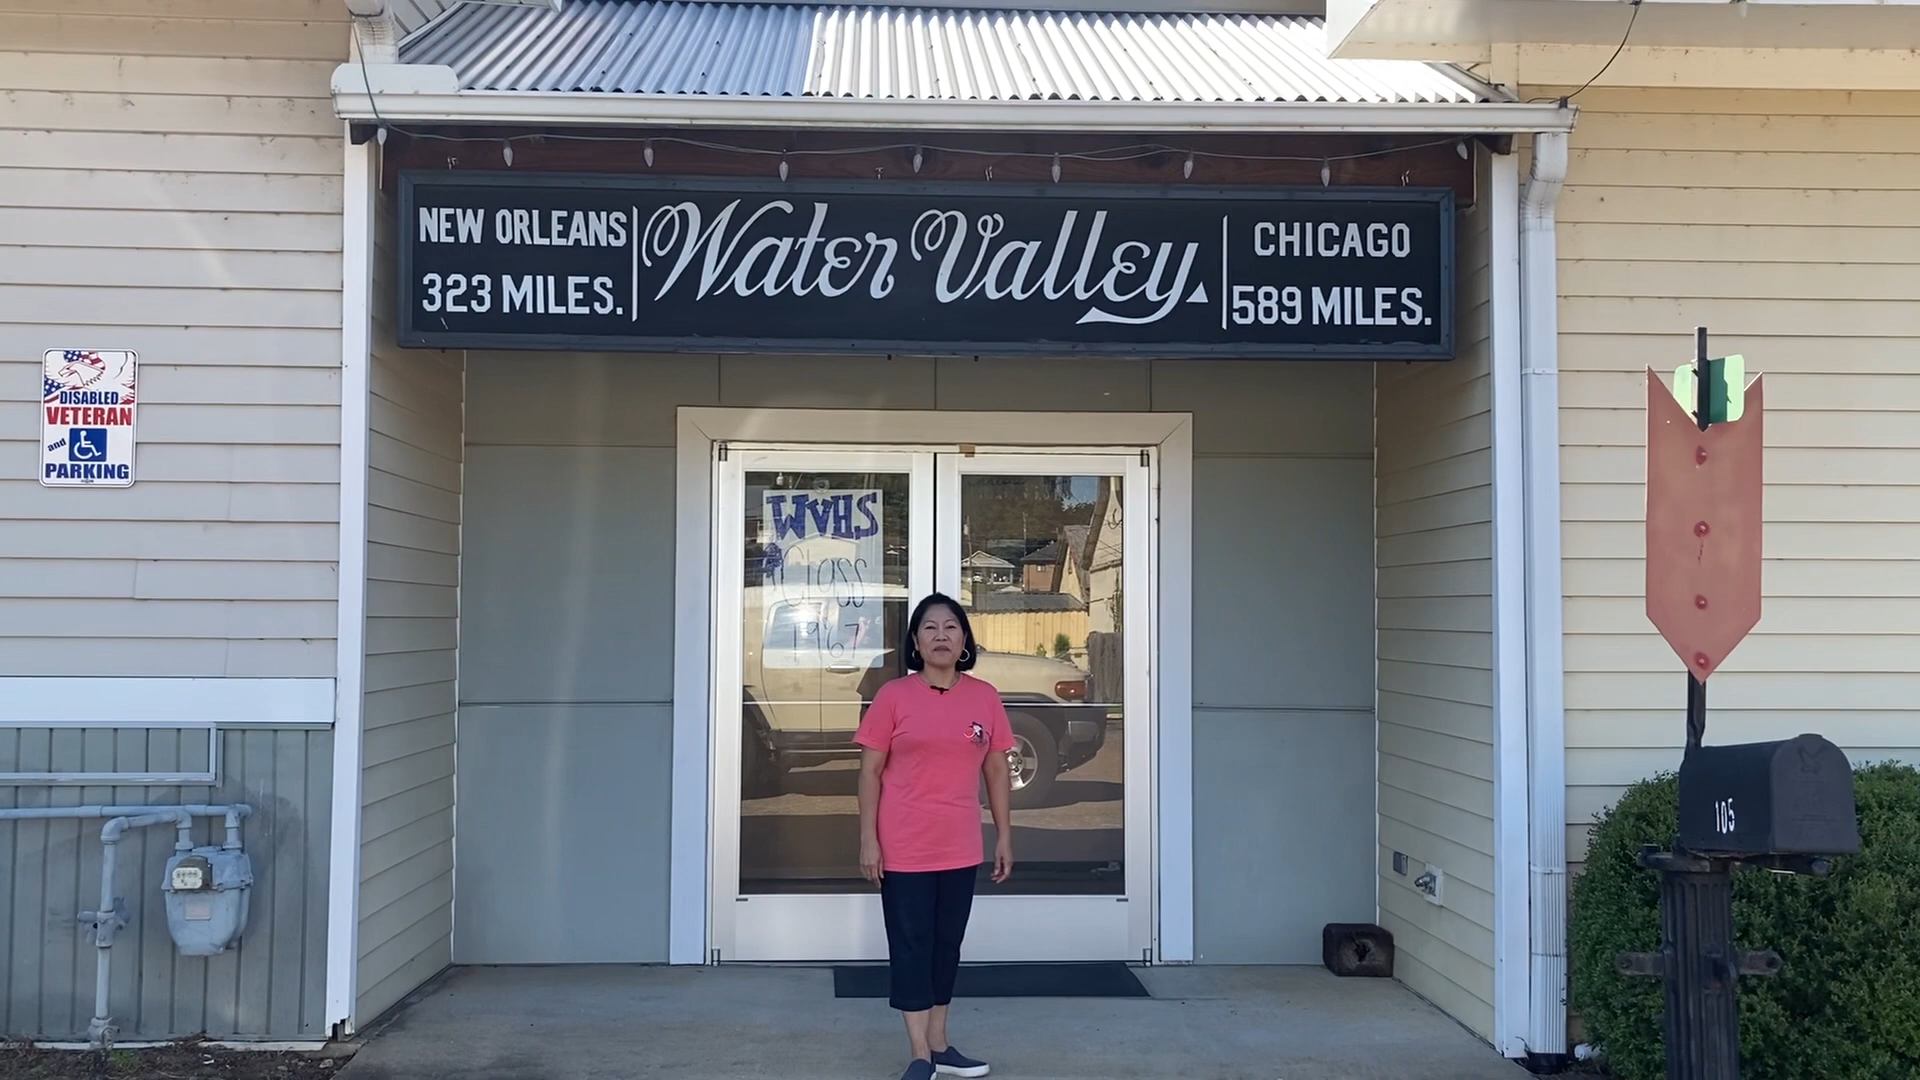 NEW ORLEANS
323 MILES.
Water Valley
CHICAGO
589 MILES.
DISABLED
VETERAN
and
PARKING
WVHS
Class
1967
105